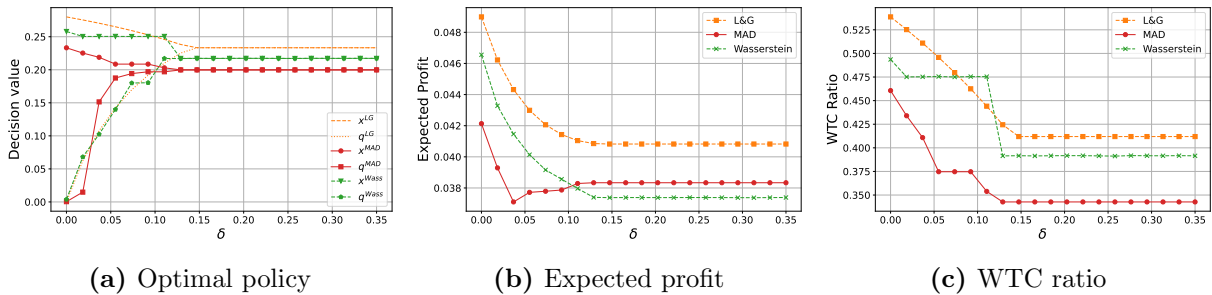 Decision value
0.25
0.20
0.15
0.10
0.05
0.00
0.00 0.05 0.10 0.15 0.20 0.25 0.30 0.35
δ
x^{LG}
q^{LG}
x^{MAD}
q^{MAD}
x^{Wass}
q^{Wass}
(a) Optimal policy
Expected Profit
0.048
0.046
0.044
0.042
0.040
0.038
0.00 0.05 0.10 0.15 0.20 0.25 0.30 0.35
δ
L&G
MAD
Wasserstein
(b) Expected profit
WTC Ratio
0.525
0.500
0.475
0.450
0.425
0.400
0.375
0.350
0.00 0.05 0.10 0.15 0.20 0.25 0.30 0.35
δ
L&G
MAD
Wasserstein
(c) WTC ratio